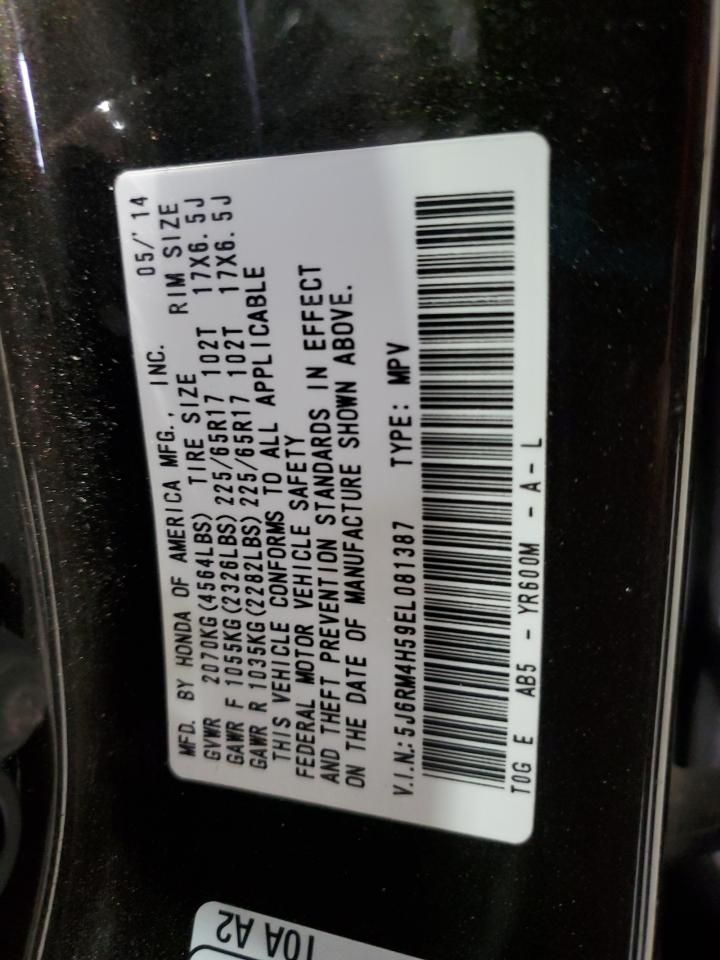 MFD. BY HONDA OF AMERICA MFG., INC. 05/'14
GVWR 2070KG(4564LBS) TIRE SIZE RIM SIZE
GAWR F 1055KG(2326LBS) 225/65R17 102T 17X6.5J
GAWR R 1035KG(2282LBS) 225/65R17 102T 17X6.5J
THIS VEHICLE CONFORMS TO ALL APPLICABLE
FEDERAL MOTOR VEHICLE SAFETY
AND THEFT PREVENTION STANDARDS IN EFFECT
ON THE DATE OF MANUFACTURE SHOWN ABOVE.
V.I.N.:5J6RM4H59EL081387 TYPE: MPV
TOG E AB5 - YR600M - A-L
10A A2